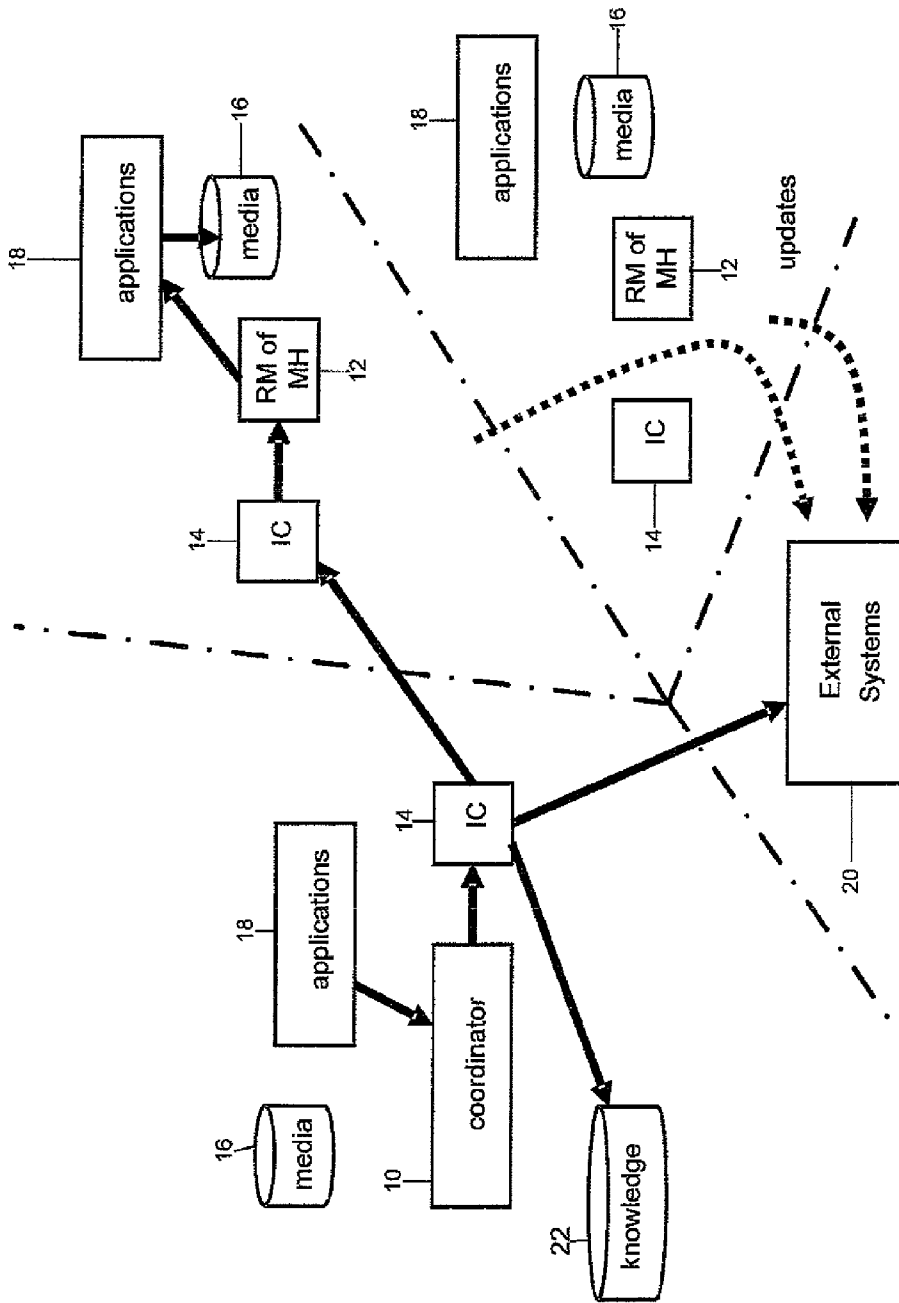 16
media
18
applications
10
coordinator
14
IC
22
knowledge
14
IC
RM of
MH
12
18
applications
16
media
14
IC
RM of
MH
12
18
applications
16
media
updates
External
Systems
20